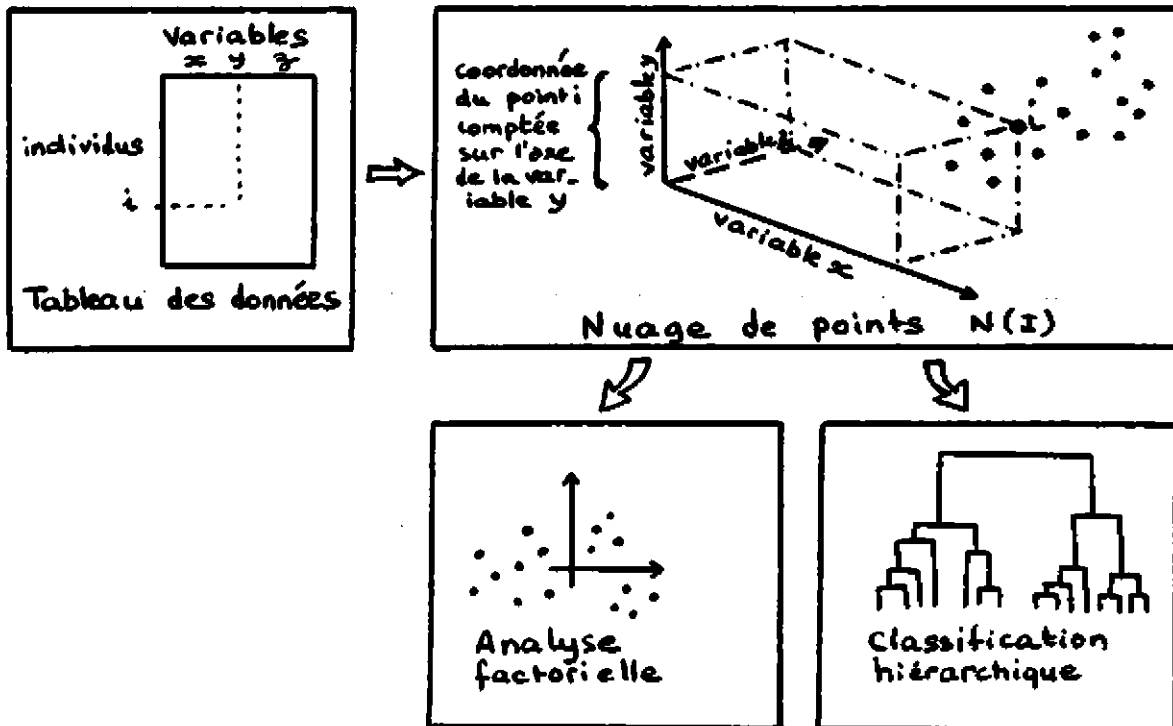 Variables
x y z
individus
i
Tableau des données
coordonnée
du point i
comptée
sur l'axe
de la var-
iable y
variable y
variable z
variable x
i
Nuage de points N(I)
Analyse
factorielle
Classification
hiérarchique